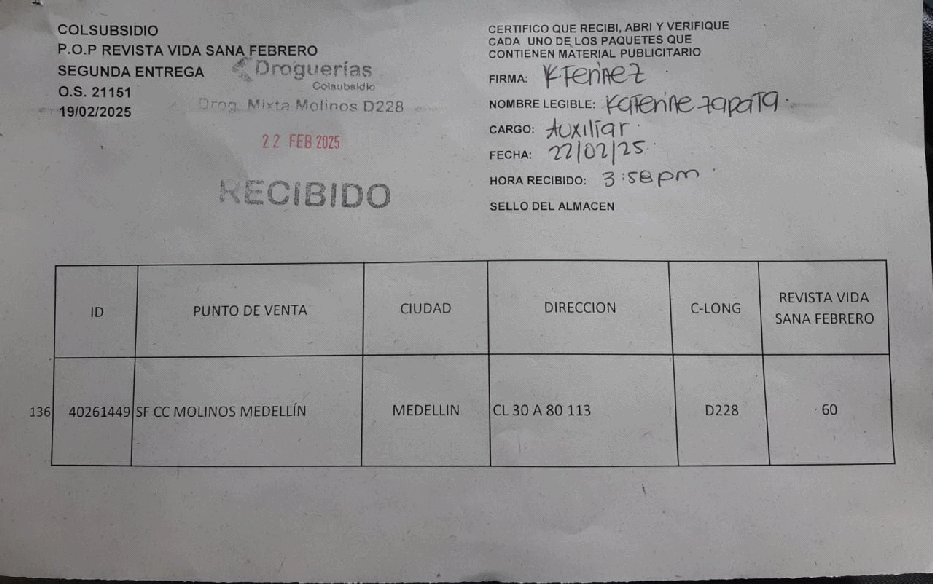 COLSUBSIDIO
P.O.P REVISTA VIDA SANA FEBRERO
SEGUNDA ENTREGA
O.S. 21151
19/02/2025
Droguerías
Colsubsidio
Drog. Mixta Molinos D228
22 FEB 2025
RECIBIDO
CERTIFICO QUE RECIBI, ABRI Y VERIFIQUE
CADA UNO DE LOS PAQUETES QUE
CONTIENEN MATERIAL PUBLICITARIO
FIRMA: KTerineZ
NOMBRE LEGIBLE: KaTerine zapaTa.
CARGO: Auxiliar.
FECHA: 22/02/25.
HORA RECIBIDO: 3:58pm.
SELLO DEL ALMACEN
ID PUNTO DE VENTA CIUDAD DIRECCION C-LONG REVISTA VIDA SANA FEBRERO
136 40261449 SF CC MOLINOS MEDELLÍN MEDELLIN CL 30 A 80 113 D228 60